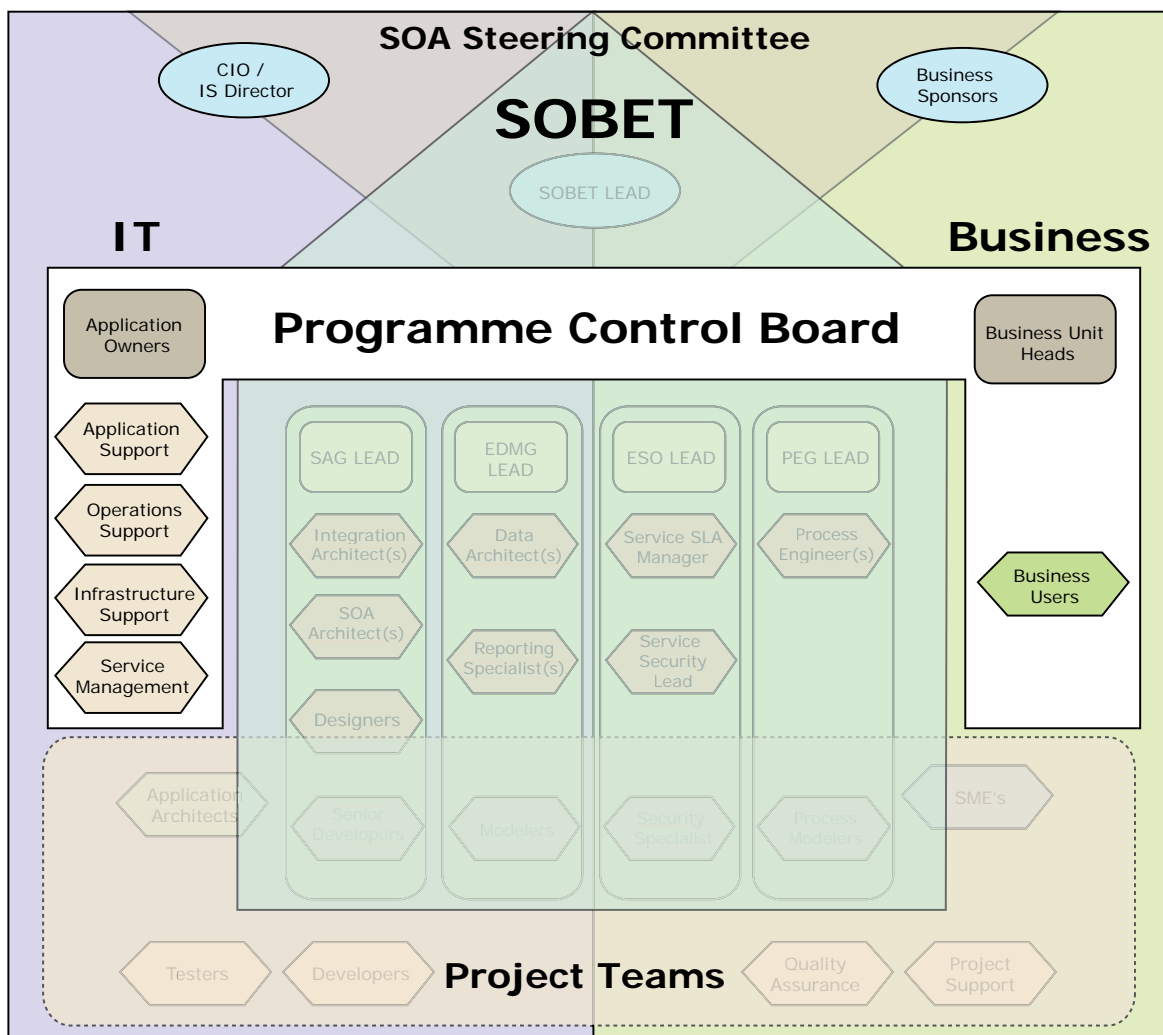 SOA Steering Committee
CIO /
IS Director
Business
Sponsors
SOBET
SOBET LEAD
IT
Business
Programme Control Board
Application
Owners
Business Unit
Heads
Application
Support
Operations
Support
Infrastructure
Support
Service
Management
SAG LEAD
Integration
Architect(s)
SOA
Architect(s)
Designers
Senior
Developers
EDMG
LEAD
Data
Architect(s)
Reporting
Specialist(s)
Modelers
ESO LEAD
Service SLA
Manager
Service
Security
Lead
Security
Specialist
PEG LEAD
Process
Engineer(s)
Process
Modelers
Business
Users
Application
Architects
SME's
Testers
Developers
Project Teams
Quality
Assurance
Project
Support